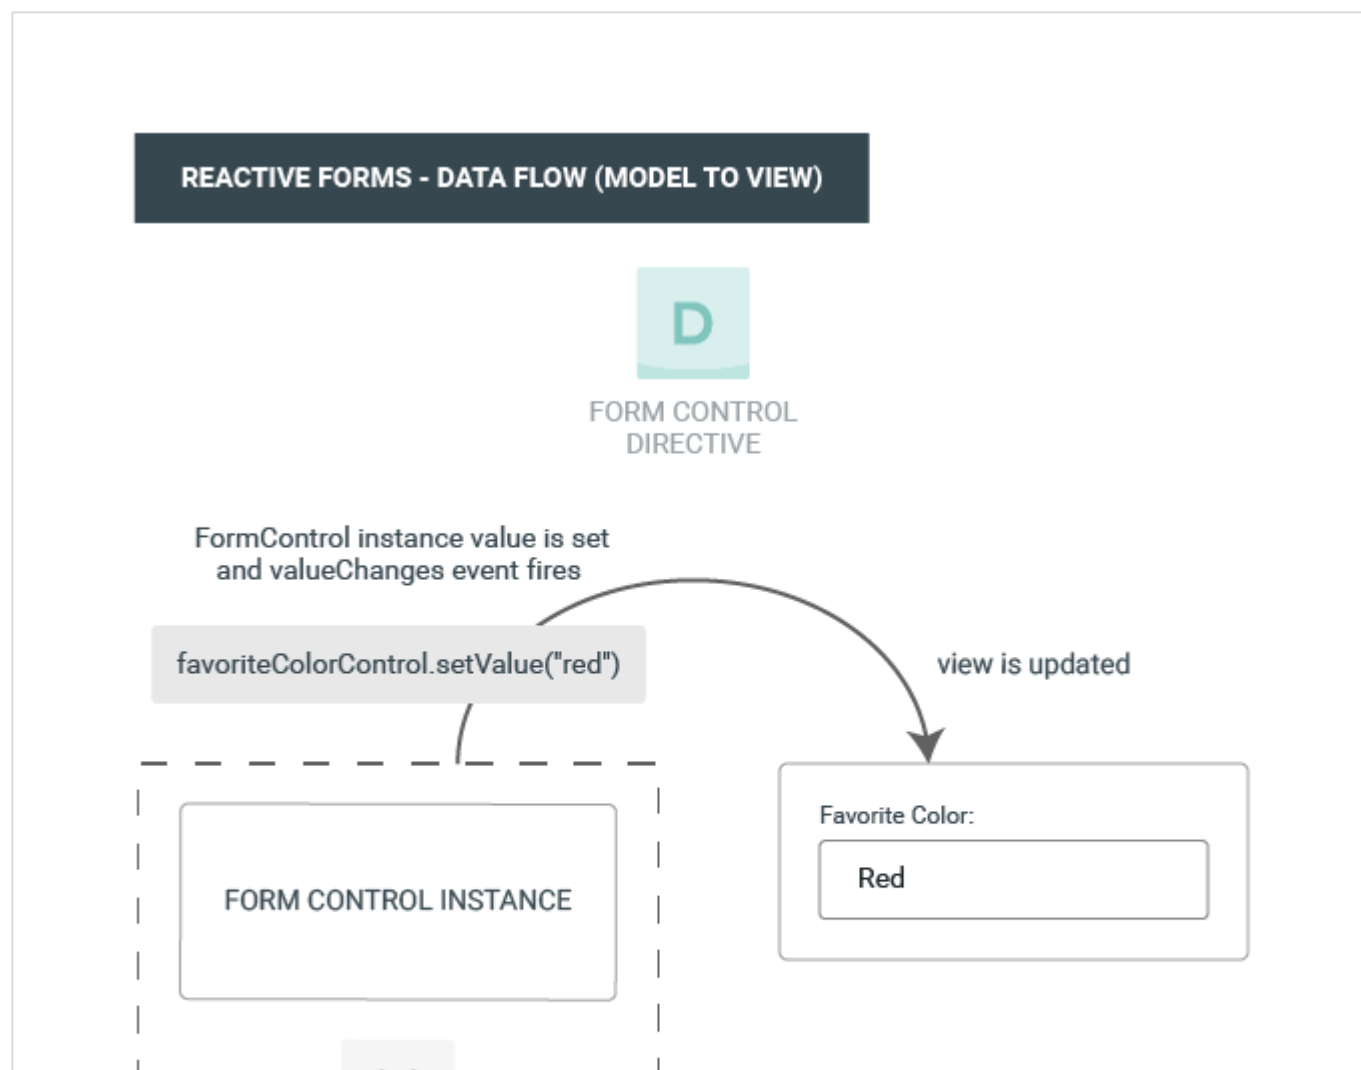 REACTIVE FORMS - DATA FLOW (MODEL TO VIEW)
D
FORM CONTROL
DIRECTIVE
FormControl instance value is set
and valueChanges event fires
favoriteColorControl.setValue("red")
view is updated
FORM CONTROL INSTANCE
Favorite Color:
Red